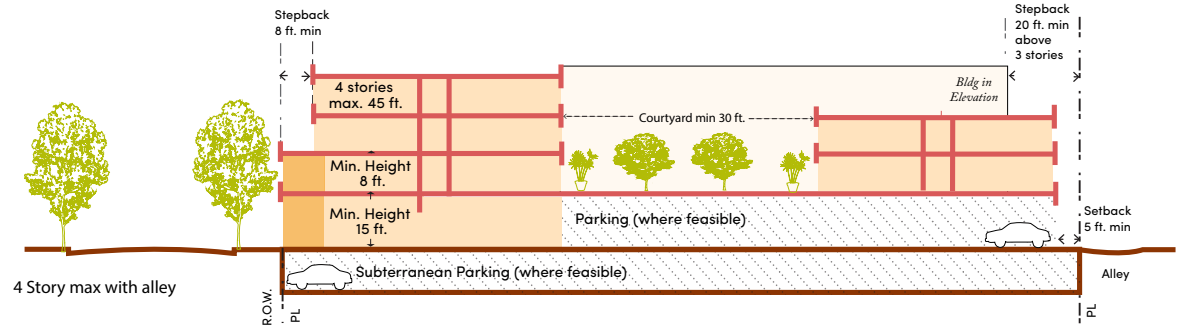 Stepback
8 ft. min
Stepback
20 ft. min
above
3 stories
4 stories
max. 45 ft.
Bldg in
Elevation
Courtyard min 30 ft.
Min. Height
8 ft.
Min. Height
15 ft.
Parking (where feasible)
Setback
5 ft. min
Subterranean Parking (where feasible)
Alley
4 Story max with alley
R.O.W.
PL
PL